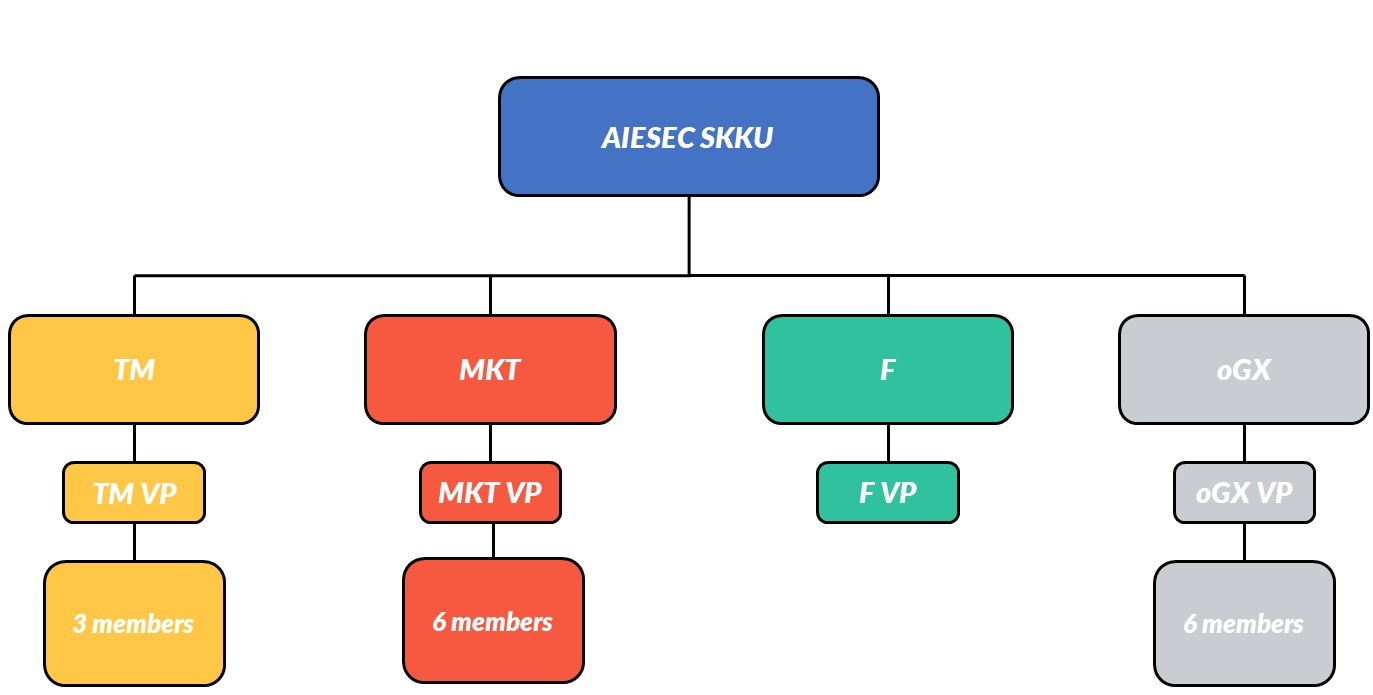 AIESEC SKKU
TM
MKT
F
oGX
TM VP
MKT VP
F VP
oGX VP
3 members
6 members
6 members